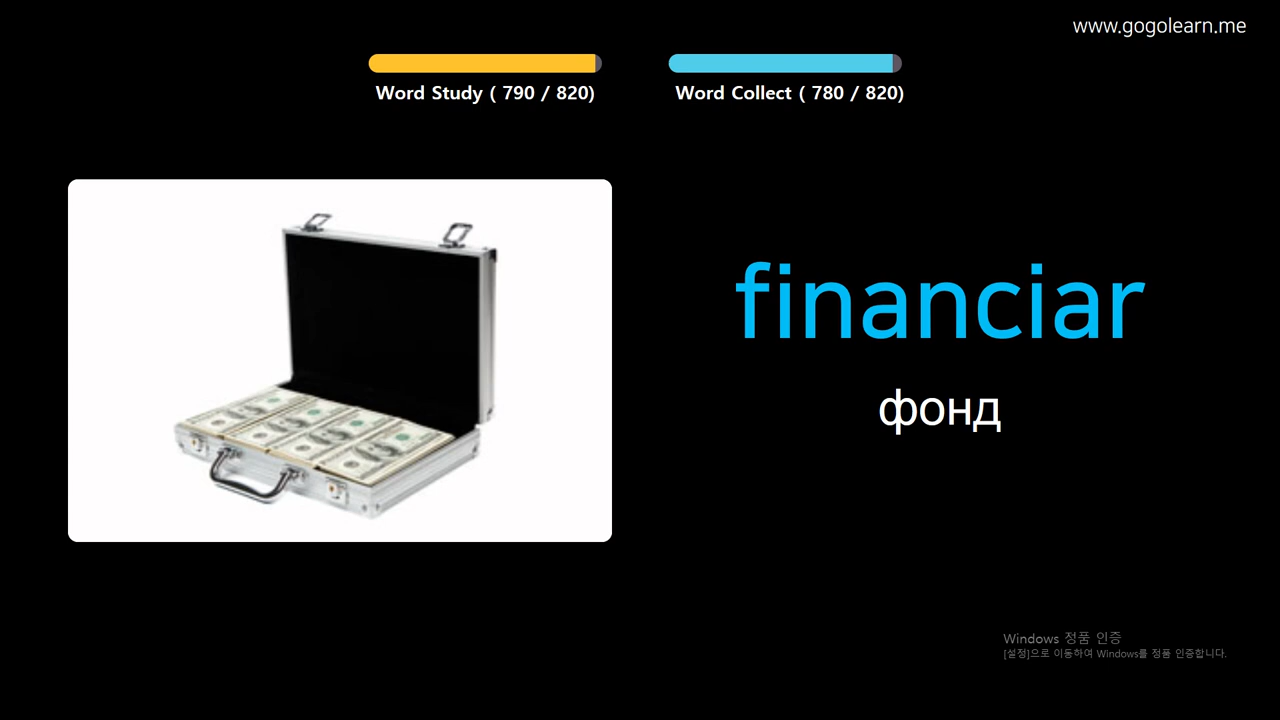 www.gogolearn.me
Word Study ( 790 / 820)
Word Collect ( 780 / 820)
financiar
фонд
Windows 정품 인증
[설정]으로 이동하여 Windows를 정품 인증합니다.